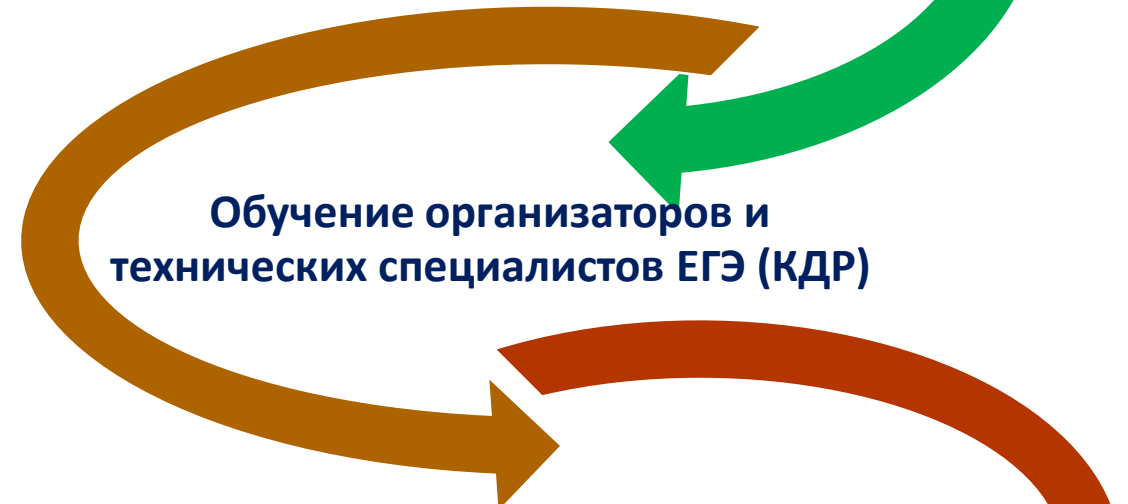 Обучение организаторов и
технических специалистов ЕГЭ (КДР)